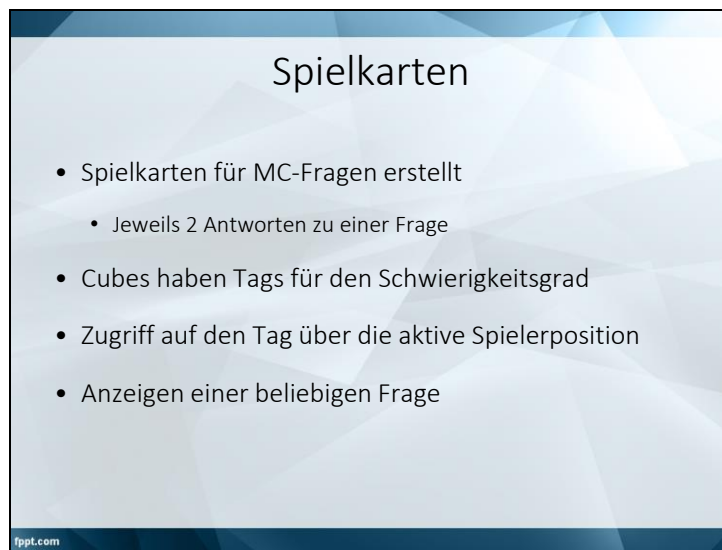 Spielkarten
• Spielkarten für MC-Fragen erstellt
• Jeweils 2 Antworten zu einer Frage
• Cubes haben Tags für den Schwierigkeitsgrad
• Zugriff auf den Tag über die aktive Spielerposition
• Anzeigen einer beliebigen Frage
fppt.com